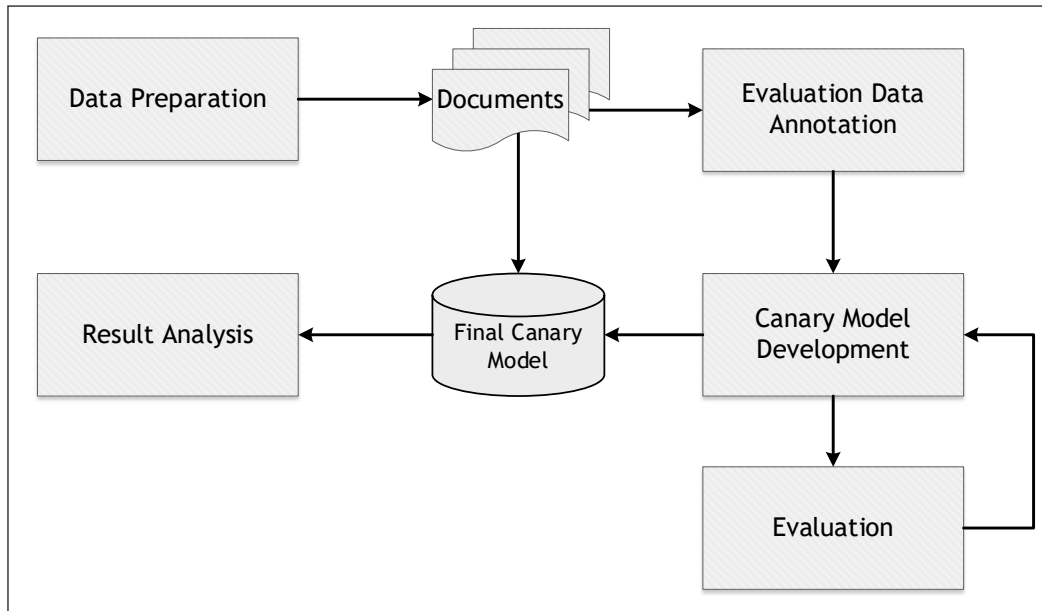 Data Preparation
Documents
Evaluation Data
Annotation
Result Analysis
Final Canary
Model
Canary Model
Development
Evaluation